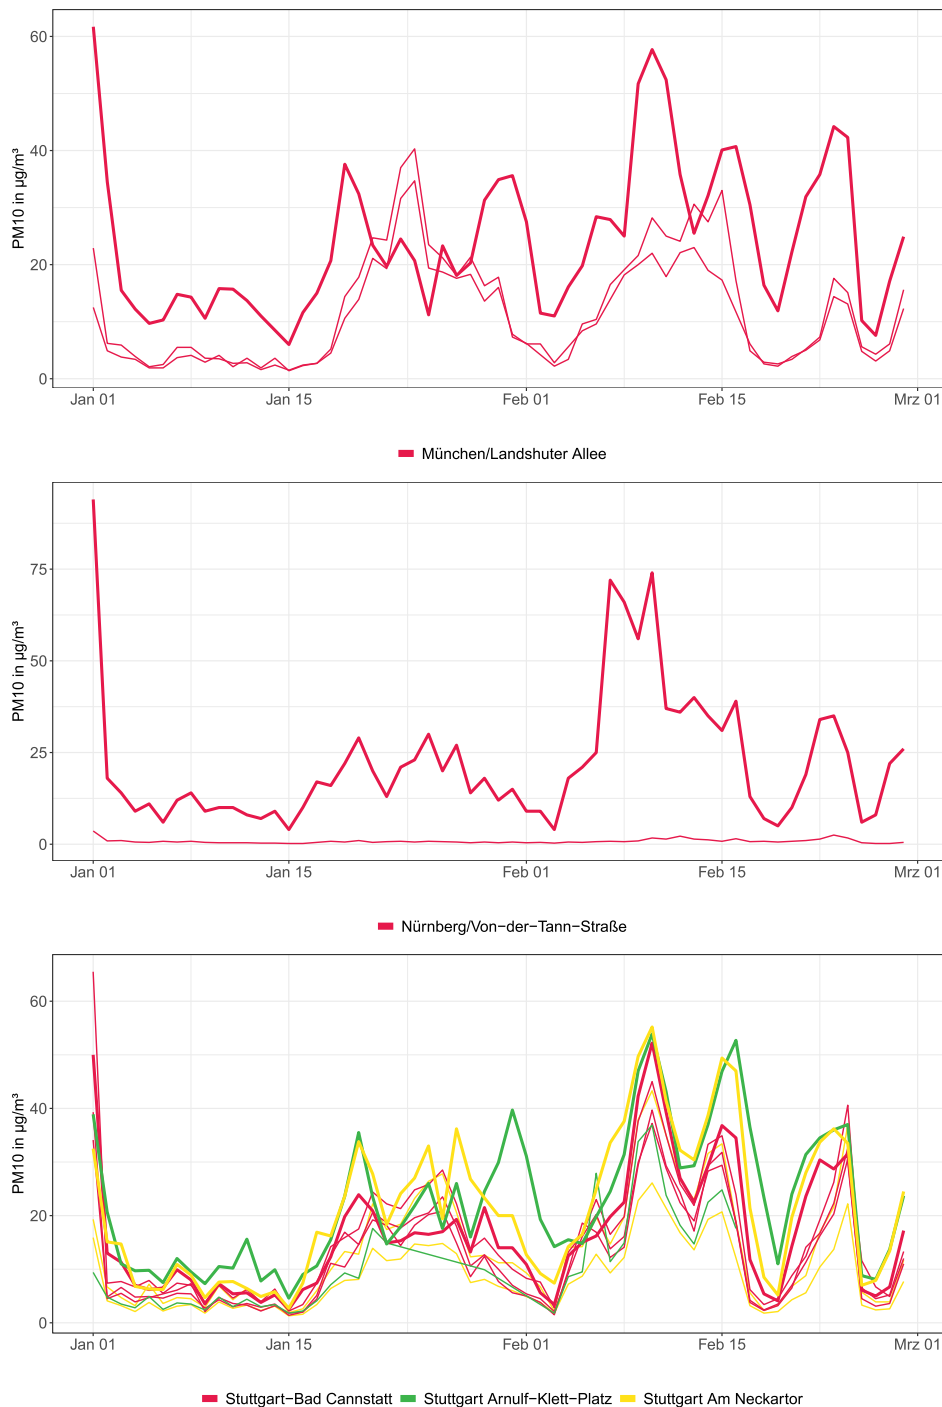 60
40
20
0
PM10 in µg/m³
Jan 01 Jan 15 Feb 01 Feb 15 Mrz 01
München/Landshuter Allee
75
50
25
0
PM10 in µg/m³
Jan 01 Jan 15 Feb 01 Feb 15 Mrz 01
Nürnberg/Von−der−Tann−Straße
60
40
20
0
PM10 in µg/m³
Jan 01 Jan 15 Feb 01 Feb 15 Mrz 01
Stuttgart−Bad Cannstatt Stuttgart Arnulf−Klett−Platz Stuttgart Am Neckartor